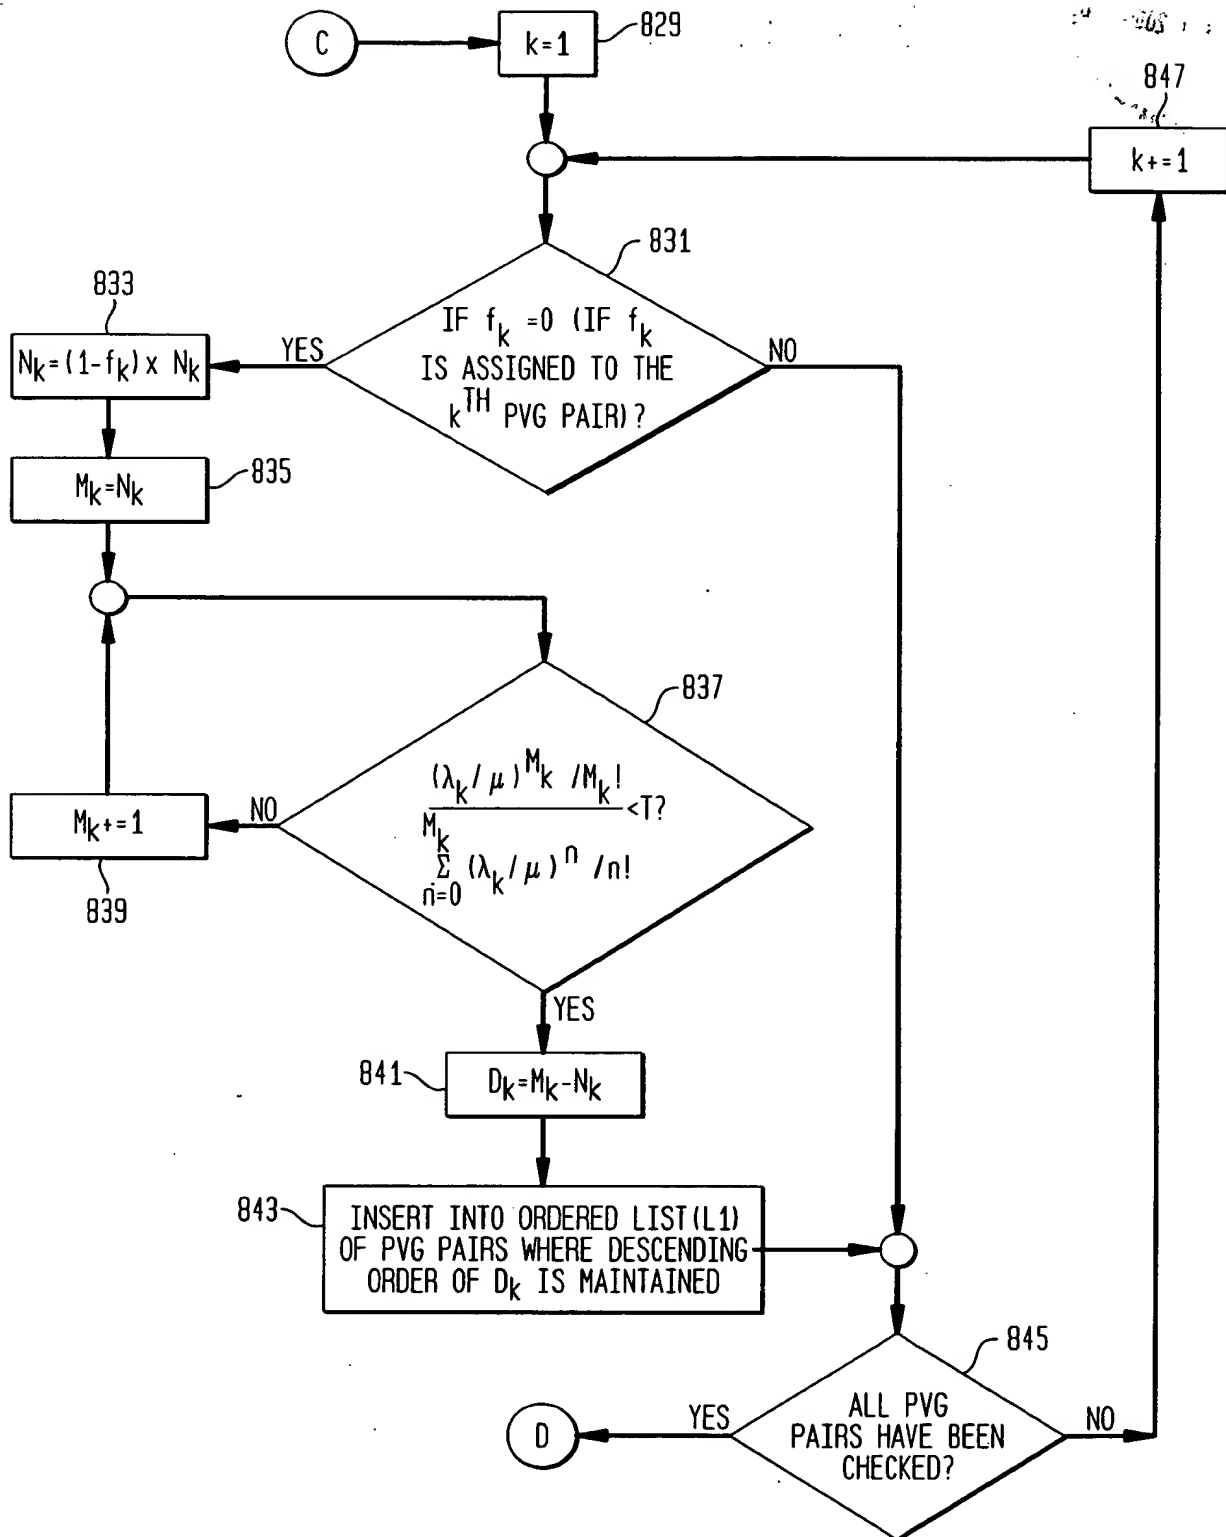 C
k=1
829
847
k+=1
831
833
IF f_k =0 (IF f_k
IS ASSIGNED TO THE
k^TH PVG PAIR)?
YES
NO
N_k=(1-f_k) x N_k
M_k=N_k
835
837
(λ_k/μ)^M_k /M_k!
<T?
M_k
Σ (λ_k/μ)^n /n!
n=0
NO
M_k+=1
839
YES
841
D_k=M_k-N_k
843
INSERT INTO ORDERED LIST(L1)
OF PVG PAIRS WHERE DESCENDING
ORDER OF D_k IS MAINTAINED
845
ALL PVG
PAIRS HAVE BEEN
CHECKED?
YES
NO
D